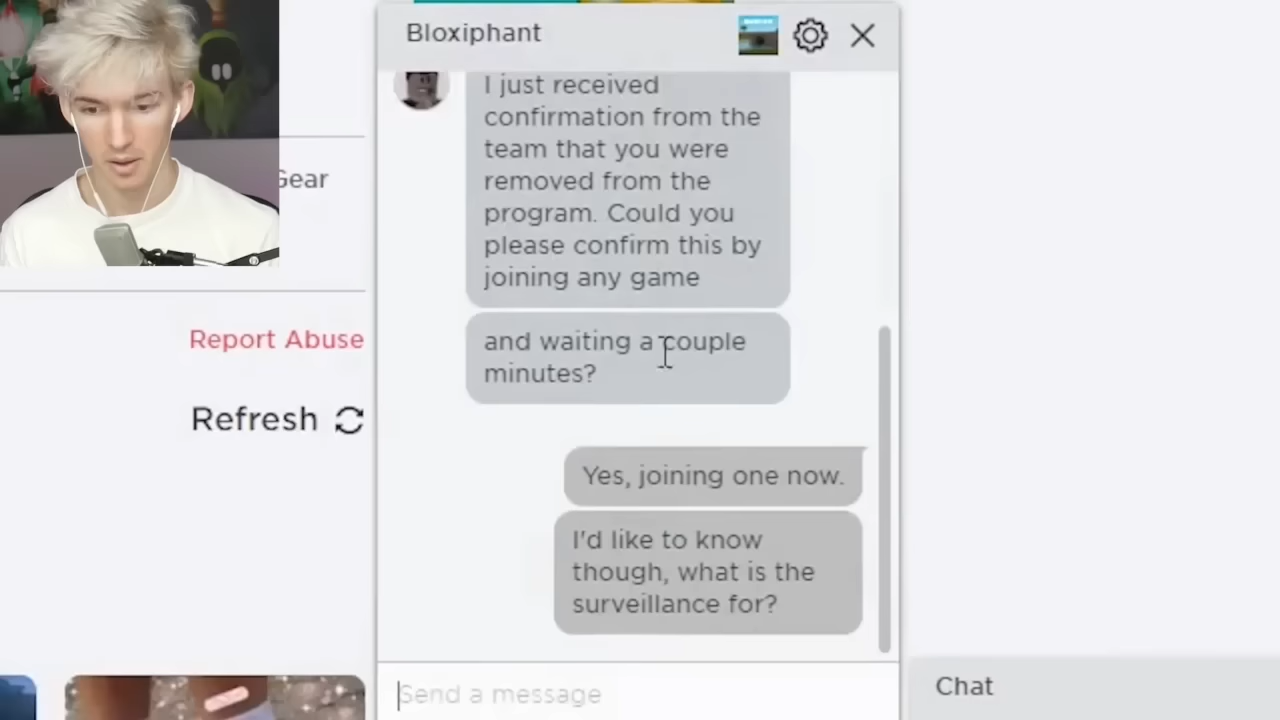 Bloxiphant
I just received
confirmation from the
team that you were
removed from the
program. Could you
please confirm this by
joining any game
and waiting a couple
minutes?
Yes, joining one now.
I'd like to know
though, what is the
surveillance for?
Send a message
Gear
Report Abuse
Refresh
Chat